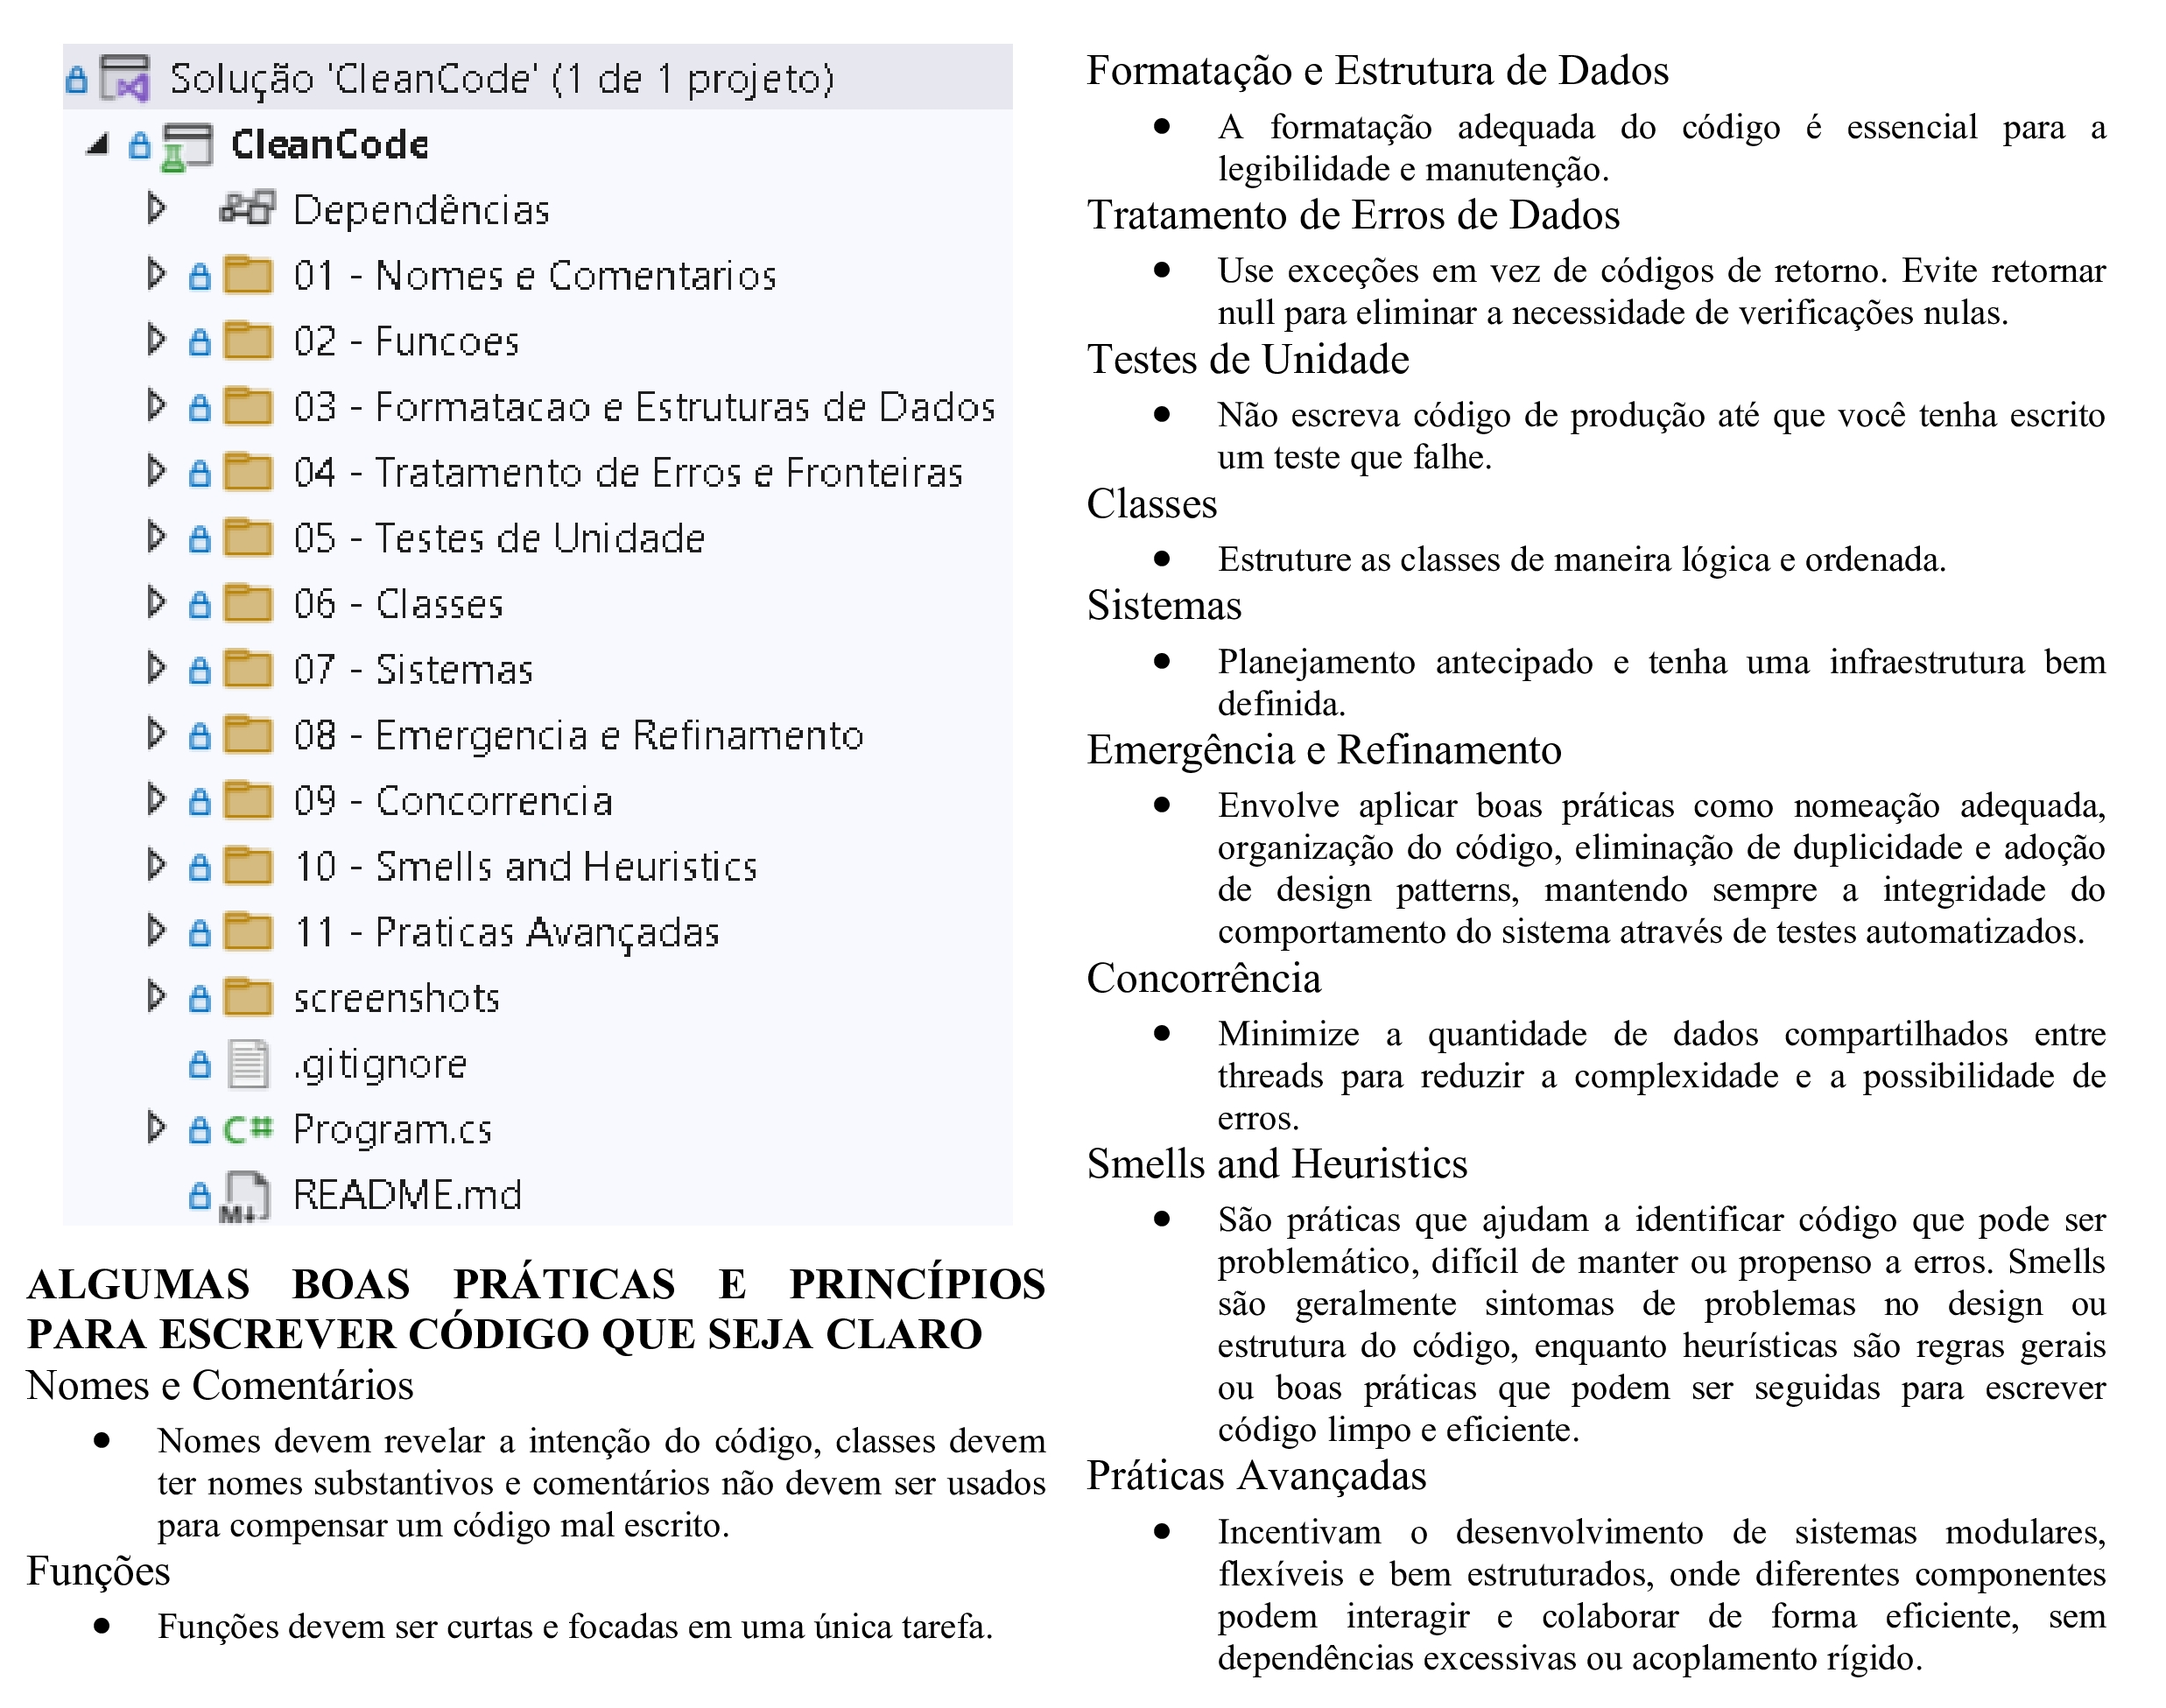 Solução 'CleanCode' (1 de 1 projeto)
CleanCode
Dependências
01 - Nomes e Comentarios
02 - Funcoes
03 - Formatacao e Estruturas de Dados
04 - Tratamento de Erros e Fronteiras
05 - Testes de Unidade
06 - Classes
07 - Sistemas
08 - Emergencia e Refinamento
09 - Concorrencia
10 - Smells and Heuristics
11 - Praticas Avançadas
screenshots
.gitignore
C# Program.cs
M↓ README.md
ALGUMAS BOAS PRÁTICAS E PRINCÍPIOS
PARA ESCREVER CÓDIGO QUE SEJA CLARO
Nomes e Comentários
• Nomes devem revelar a intenção do código, classes devem
ter nomes substantivos e comentários não devem ser usados
para compensar um código mal escrito.
Funções
• Funções devem ser curtas e focadas em uma única tarefa.
Formatação e Estrutura de Dados
• A formatação adequada do código é essencial para a
legibilidade e manutenção.
Tratamento de Erros de Dados
• Use exceções em vez de códigos de retorno. Evite retornar
null para eliminar a necessidade de verificações nulas.
Testes de Unidade
• Não escreva código de produção até que você tenha escrito
um teste que falhe.
Classes
• Estruture as classes de maneira lógica e ordenada.
Sistemas
• Planejamento antecipado e tenha uma infraestrutura bem
definida.
Emergência e Refinamento
• Envolve aplicar boas práticas como nomeação adequada,
organização do código, eliminação de duplicidade e adoção
de design patterns, mantendo sempre a integridade do
comportamento do sistema através de testes automatizados.
Concorrência
• Minimize a quantidade de dados compartilhados entre
threads para reduzir a complexidade e a possibilidade de
erros.
Smells and Heuristics
• São práticas que ajudam a identificar código que pode ser
problemático, difícil de manter ou propenso a erros. Smells
são geralmente sintomas de problemas no design ou
estrutura do código, enquanto heurísticas são regras gerais
ou boas práticas que podem ser seguidas para escrever
código limpo e eficiente.
Práticas Avançadas
• Incentivam o desenvolvimento de sistemas modulares,
flexíveis e bem estruturados, onde diferentes componentes
podem interagir e colaborar de forma eficiente, sem
dependências excessivas ou acoplamento rígido.